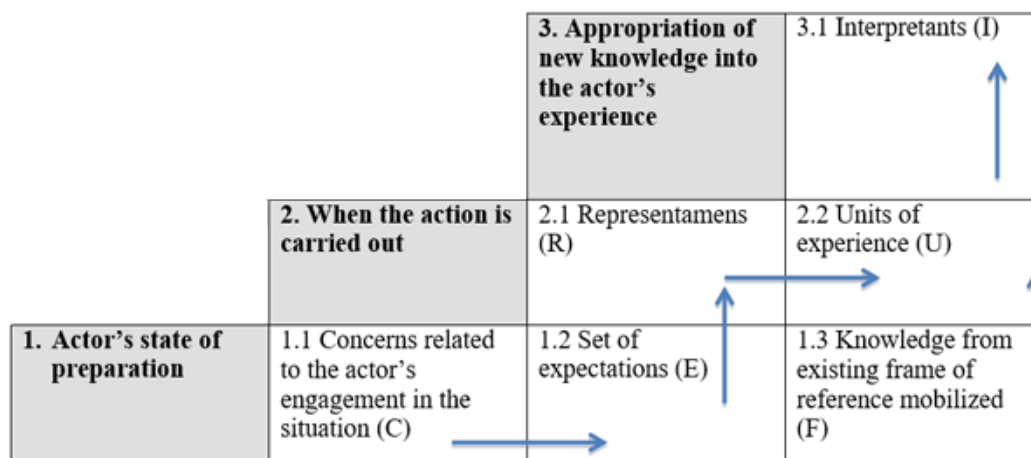 3. Appropriation of
new knowledge into
the actor's
experience
3.1 Interpretants (I)
2. When the action is
carried out
2.1 Representamens
(R)
2.2 Units of
experience (U)
1. Actor's state of
preparation
1.1 Concerns related
to the actor's
engagement in the
situation (C)
1.2 Set of
expectations (E)
1.3 Knowledge from
existing frame of
reference mobilized
(F)